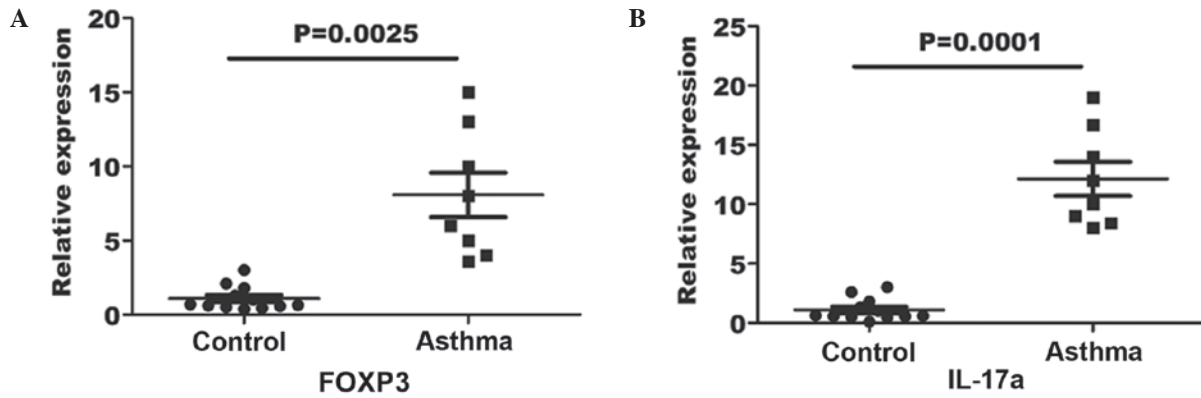 A
Relative expression
20
15
10
5
0
P=0.0025
Control
Asthma
FOXP3
B
Relative expression
25
20
15
10
5
0
P=0.0001
Control
Asthma
IL-17a